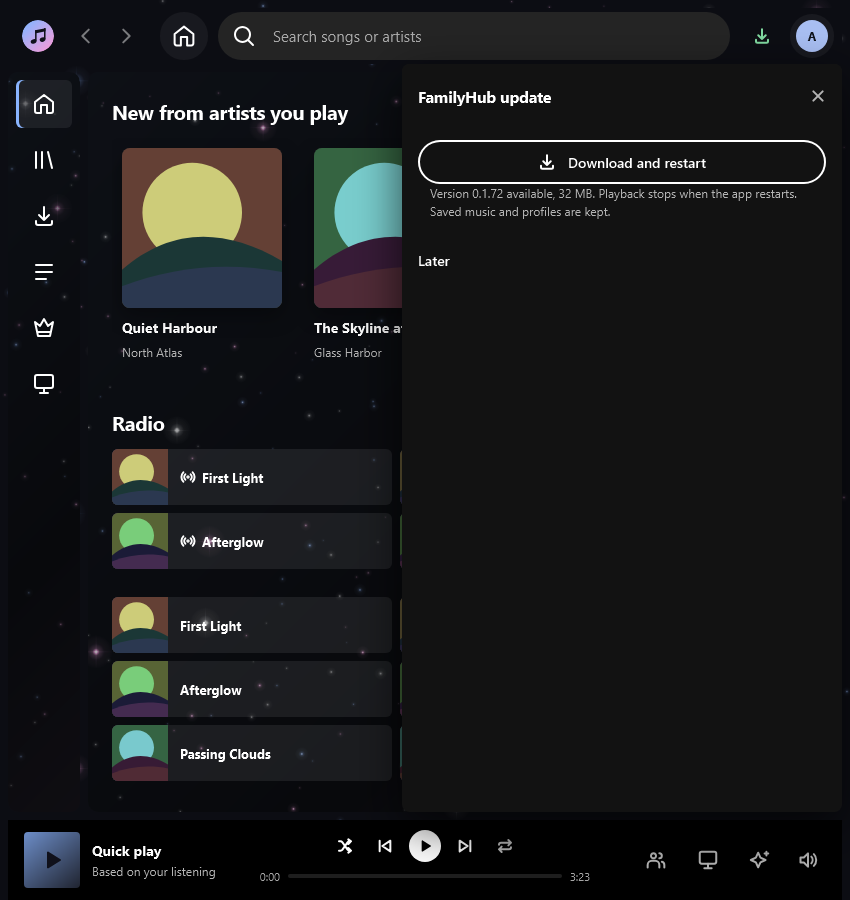 Search songs or artists
A
New from artists you play
Quiet Harbour
North Atlas
The Skyline a
Glass Harbor
Radio
First Light
Afterglow
First Light
Afterglow
Passing Clouds
FamilyHub update
Download and restart
Version 0.1.72 available, 32 MB. Playback stops when the app restarts.
Saved music and profiles are kept.
Later
Quick play
Based on your listening
0:00
3:23